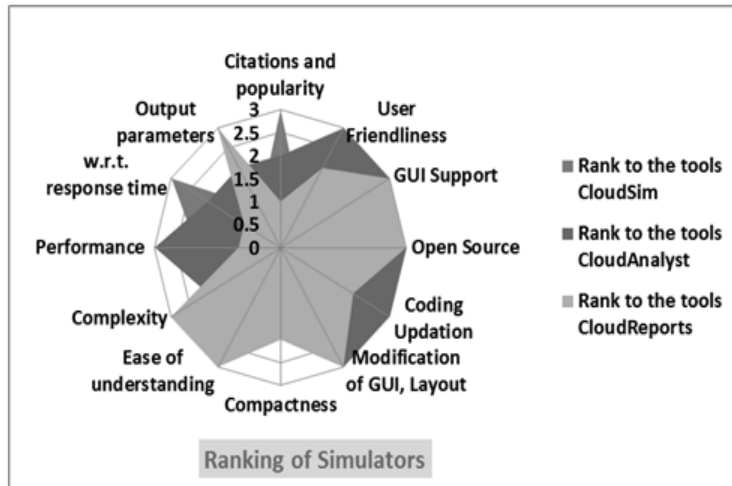 Citations and
popularity
User
Friendliness
GUI Support
Open Source
Coding
Updation
Modification
of GUI, Layout
Compactness
Ease of
understanding
Complexity
Performance
w.r.t.
response time
Output
parameters
3
2.5
2
1.5
1
0.5
0
Rank to the tools
CloudSim
Rank to the tools
CloudAnalyst
Rank to the tools
CloudReports
Ranking of Simulators